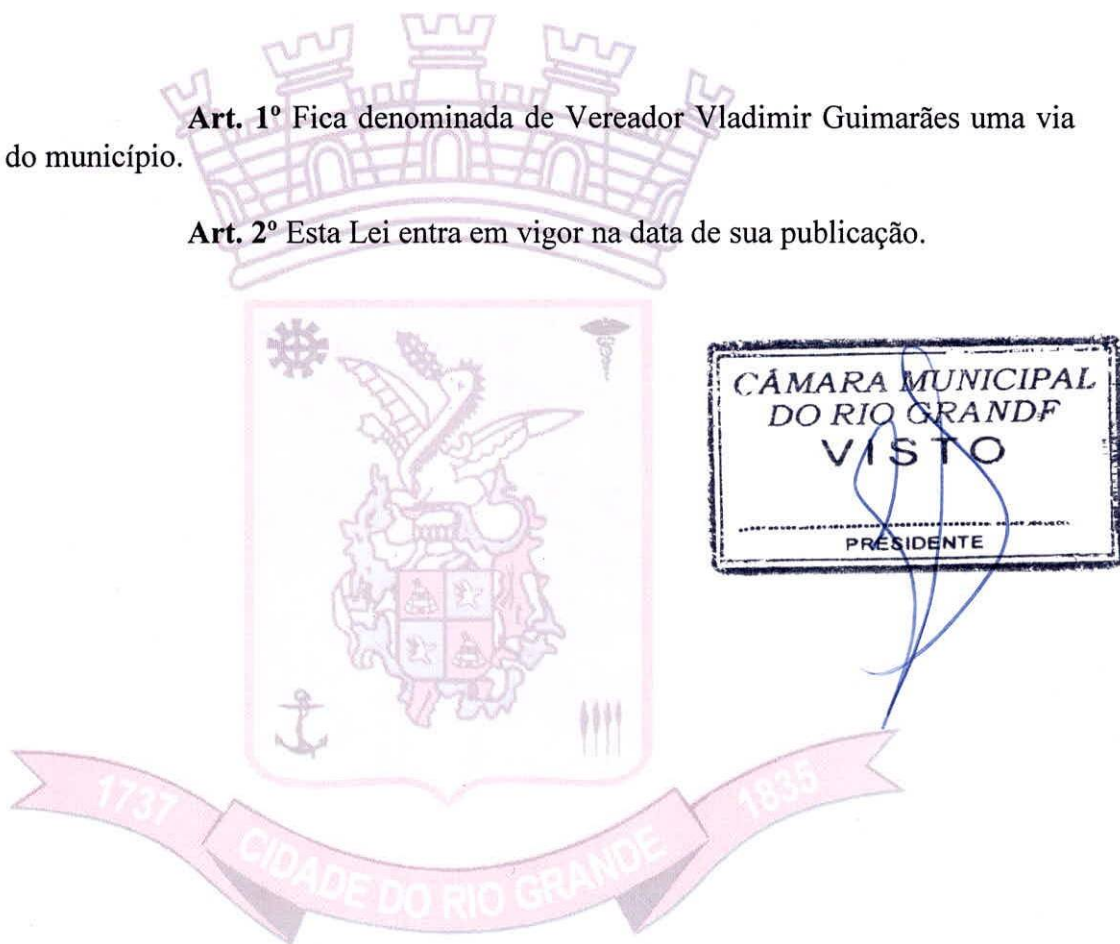 Art. 1º Fica denominada de Vereador Vladimir Guimarães uma via
do município.
Art. 2º Esta Lei entra em vigor na data de sua publicação.
CÂMARA MUNICIPAL
DO RIO GRANDE
VISTO
PRESIDENTE
1737
CIDADE DO RIO GRANDE
1835